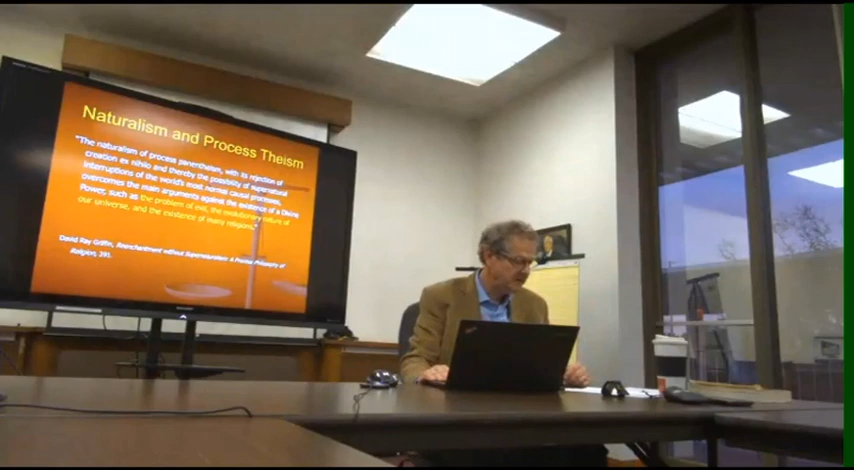 Naturalism and Process Theism
"The naturalism of process panentheism, with its rejection of
creation ex nihilo and thereby the possibility of supernatural
interruptions of the world's most normal causal processes,
overcomes the main arguments against the existence of a Divine
Power, such as the problem of evil, the evolutionary nature of
our universe, and the existence of many religions."
David Ray Griffin, Reenchantment without Supernaturalism: A Process Philosophy of
Religion, 391.